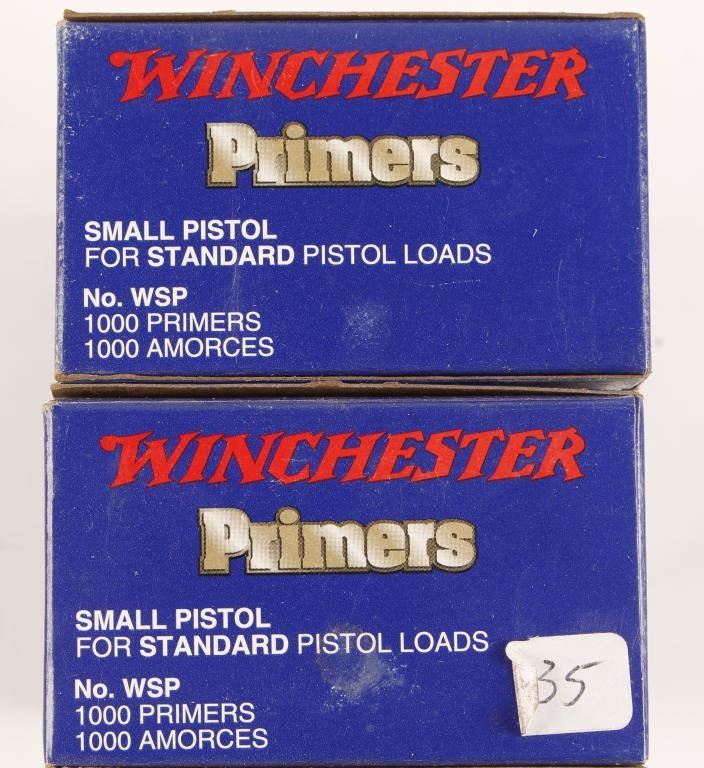 WINCHESTER
Primers
SMALL PISTOL
FOR STANDARD PISTOL LOADS
No. WSP
1000 PRIMERS
1000 AMORCES
WINCHESTER
Primers
SMALL PISTOL
FOR STANDARD PISTOL LOADS
35
No. WSP
1000 PRIMERS
1000 AMORCES